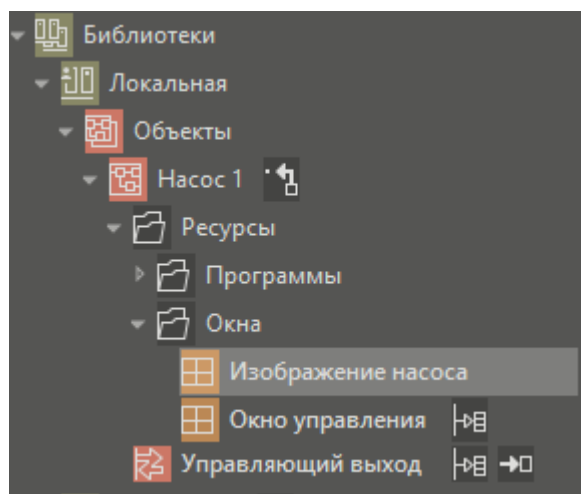 Библиотеки
Локальная
Объекты
Насос 1
Ресурсы
Программы
Окна
Изображение насоса
Окно управления
Управляющий выход